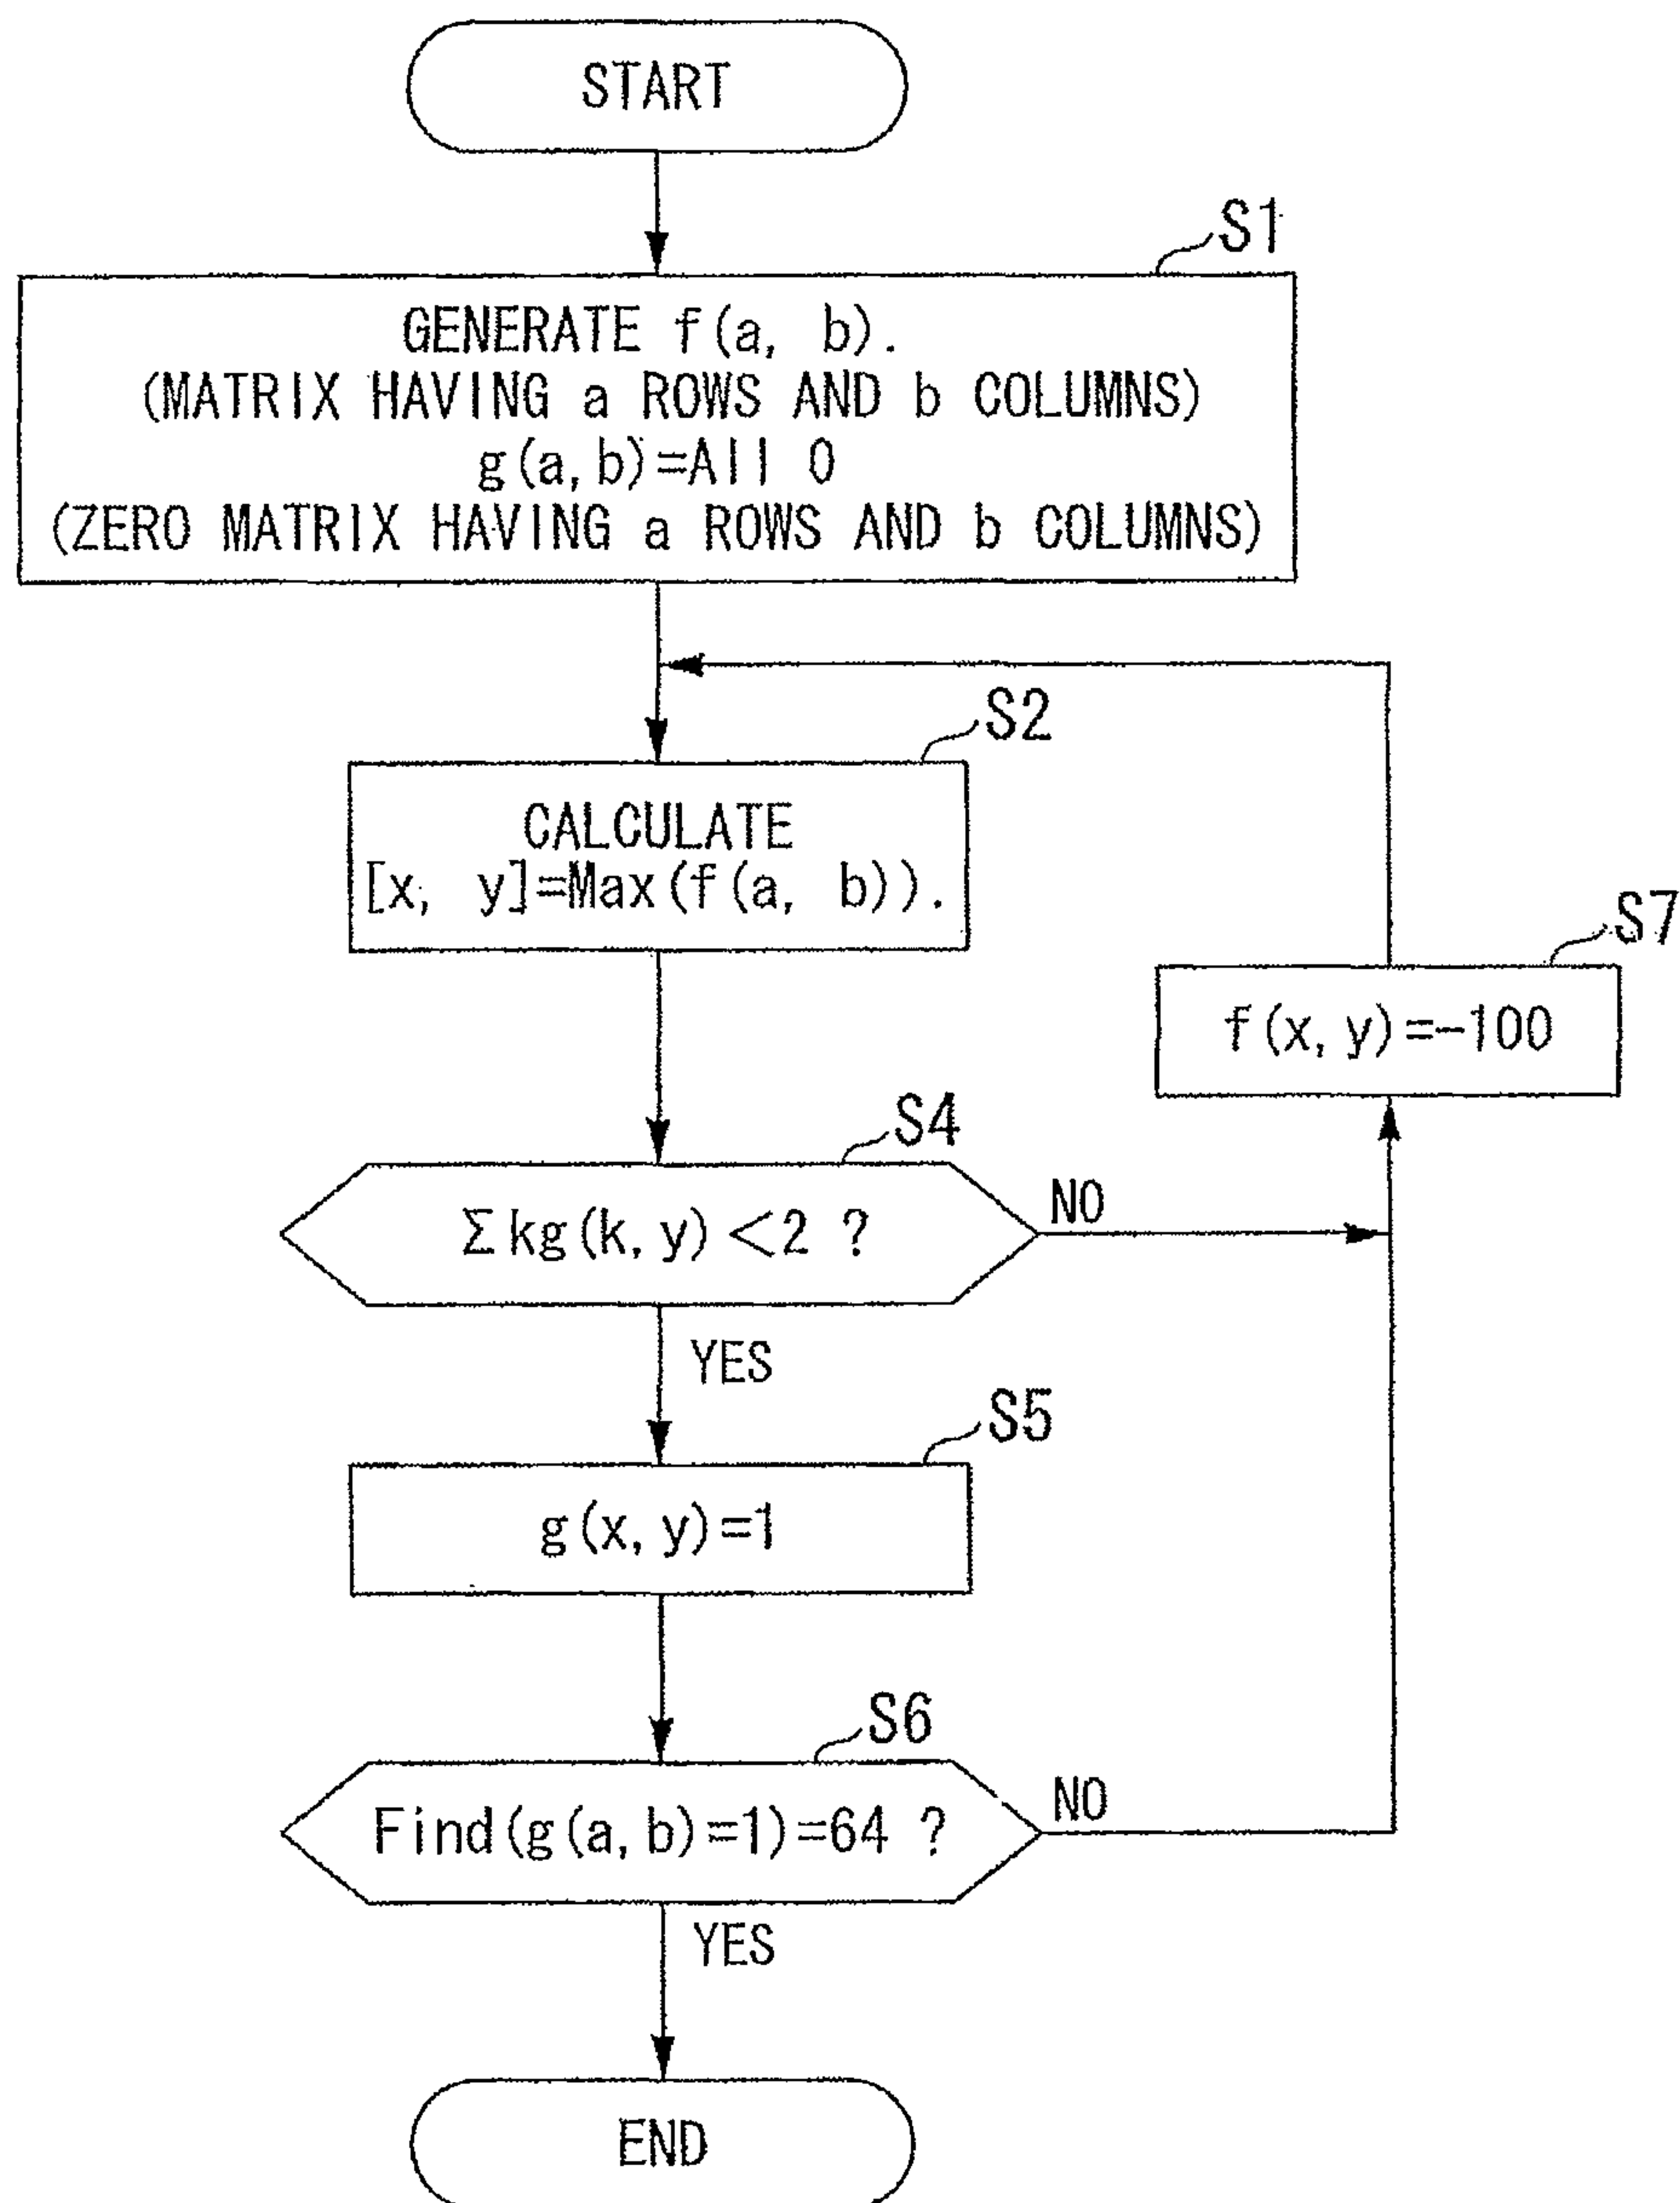 START
S1
GENERATE f(a, b).
(MATRIX HAVING a ROWS AND b COLUMNS)
g(a,b)=All 0
(ZERO MATRIX HAVING a ROWS AND b COLUMNS)
S2
CALCULATE
[x, y]=Max(f(a, b)).
S7
f(x,y)=-100
S4
Σkg(k,y)<2 ?
NO
YES
S5
g(x,y)=1
S6
Find(g(a,b)=1)=64 ?
NO
YES
END